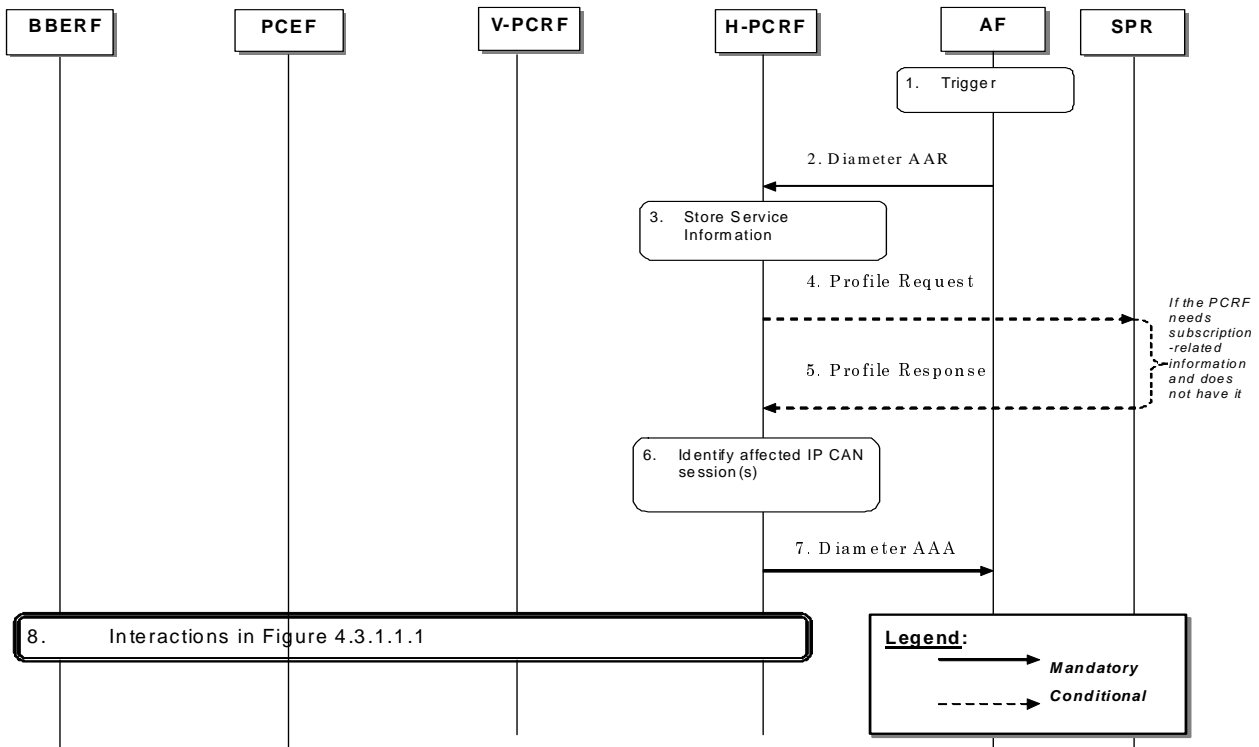 BBERF
PCEF
V-PCRF
H-PCRF
AF
SPR
1. Trigger
2. Diameter AAR
3. Store Service
Information
4. Profile Request
If the PCRF
needs
subscription
-related
information
and does
not have it
5. Profile Response
6. Identify affected IP CAN
session(s)
7. Diameter AAA
8. Interactions in Figure 4.3.1.1.1
Legend:
Mandatory
Conditional